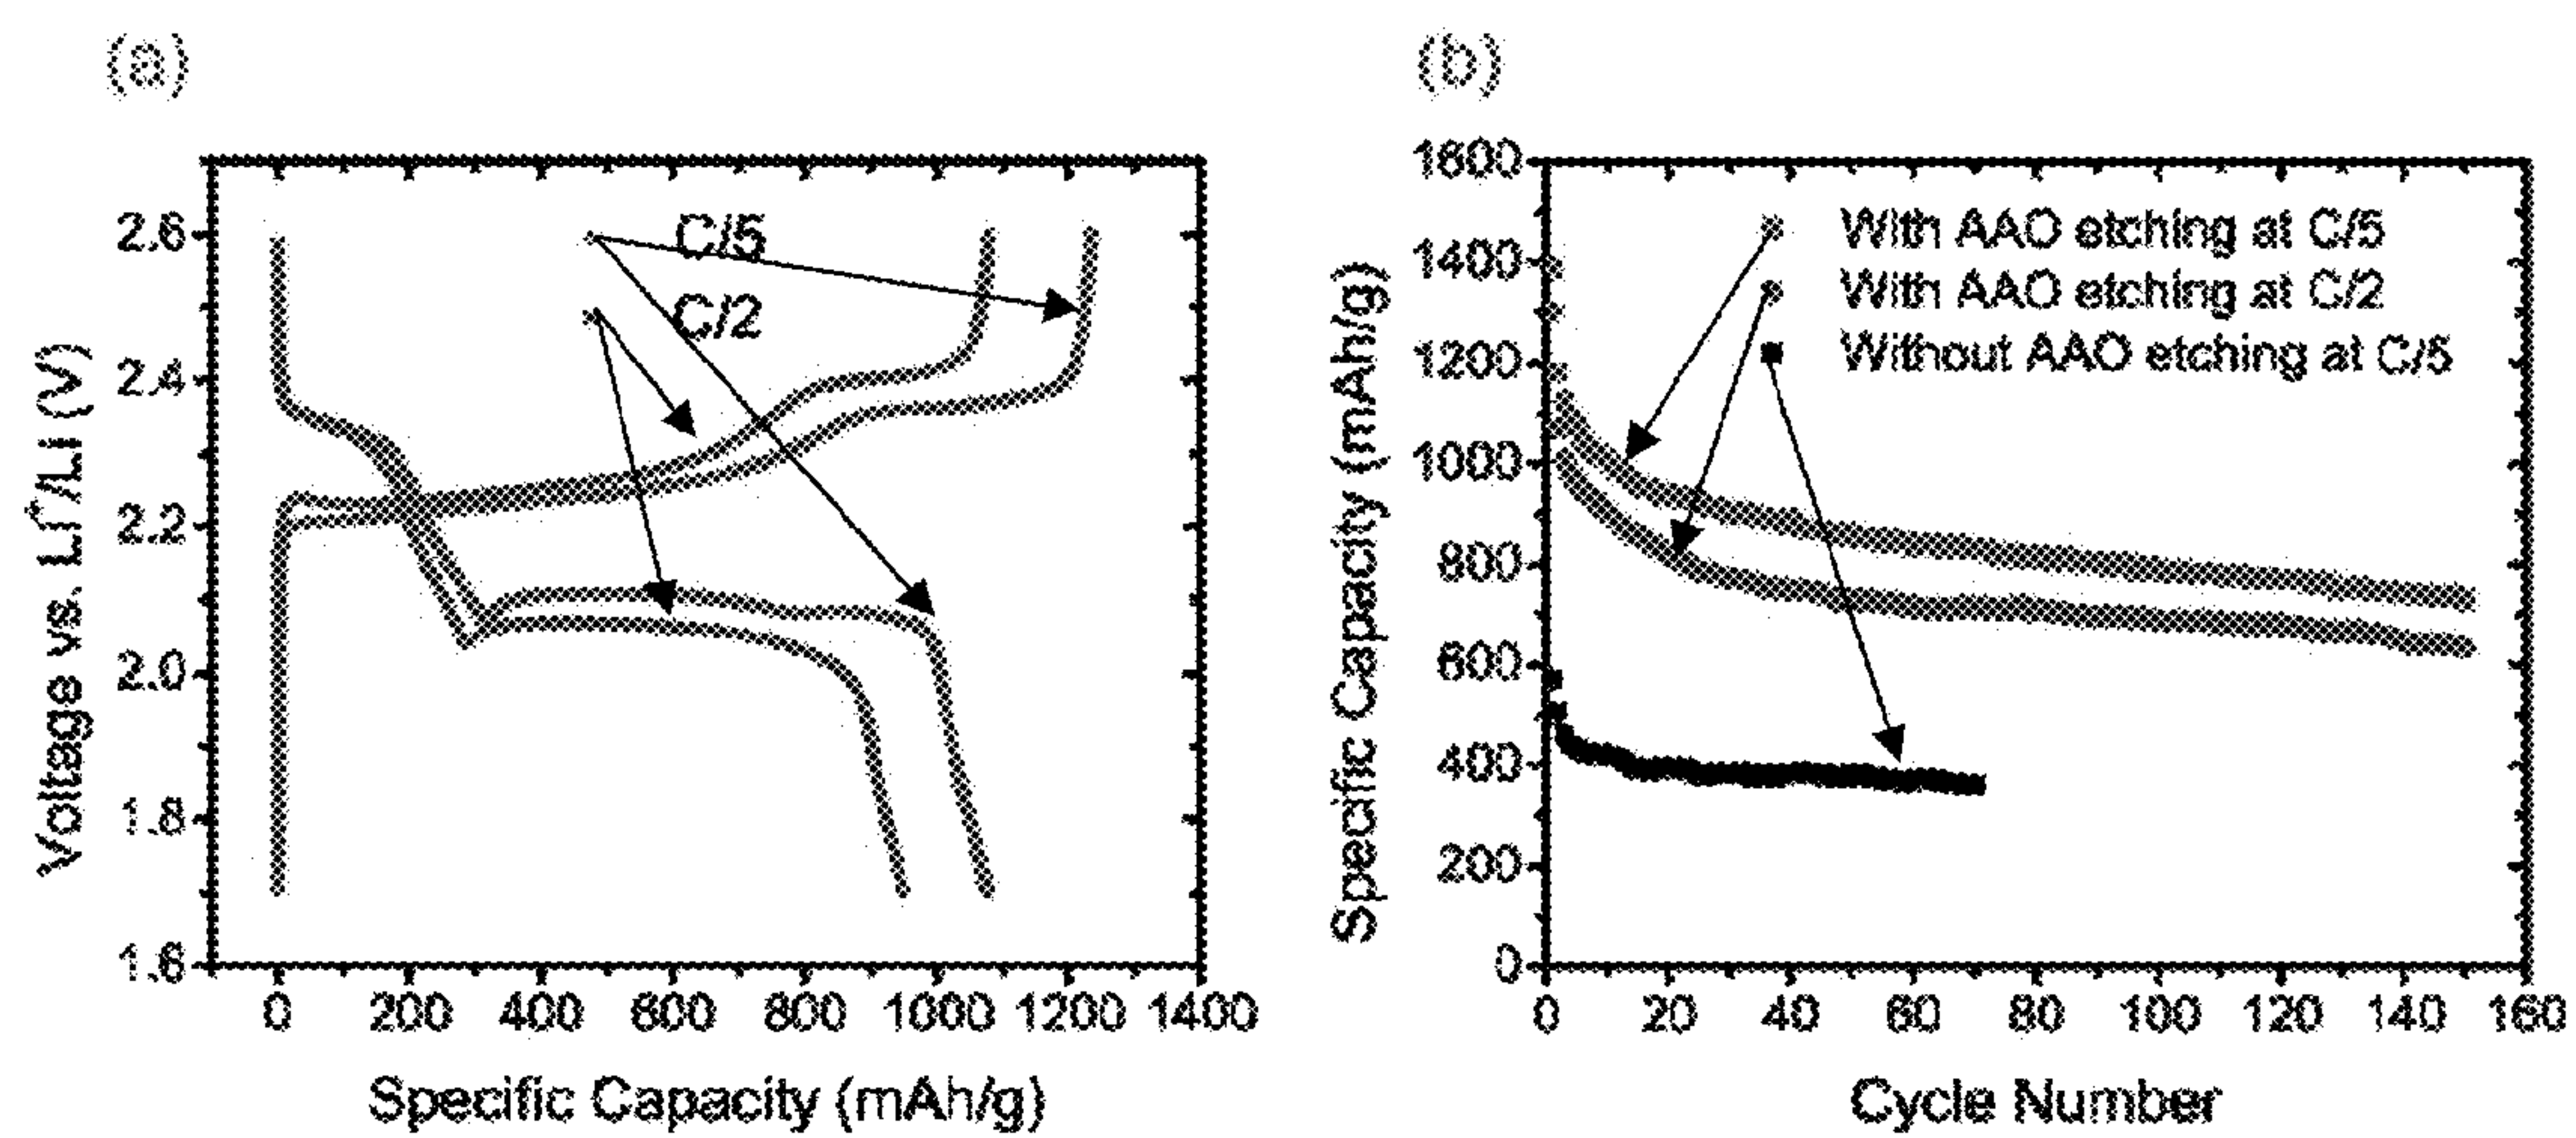 (a)
2.6
2.4
2.2
2.0
1.8
1.6
Voltage vs. Li⁺/Li (V)
C/5
C/2
0 200 400 600 800 1000 1200 1400
Specific Capacity (mAh/g)
(b)
1600
1400
1200
1000
800
600
400
200
0
Specific Capacity (mAh/g)
With AAO etching at C/5
With AAO etching at C/2
Without AAO etching at C/5
0 20 40 60 80 100 120 140 160
Cycle Number